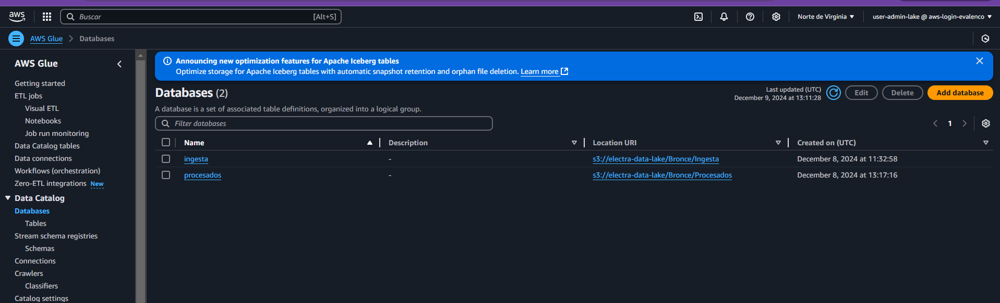 aws
Buscar [Alt+S]
Norte de Virginia ▼
user-admin-lake @ aws-login-evalenco ▼
AWS Glue > Databases
AWS Glue
Getting started
ETL jobs
Visual ETL
Notebooks
Job run monitoring
Data Catalog tables
Data connections
Workflows (orchestration)
Zero-ETL integrations New
Data Catalog
Databases
Tables
Stream schema registries
Schemas
Connections
Crawlers
Classifiers
Catalog settings
Announcing new optimization features for Apache Iceberg tables
Optimize storage for Apache Iceberg tables with automatic snapshot retention and orphan file deletion. Learn more
Databases (2)
Last updated (UTC)
December 9, 2024 at 13:11:28
Edit
Delete
Add database
A database is a set of associated table definitions, organized into a logical group.
Filter databases
1
Name Description Location URI Created on (UTC)
ingesta - s3://electra-data-lake/Bronce/Ingesta December 8, 2024 at 11:32:58
procesados - s3://electra-data-lake/Bronce/Procesados December 8, 2024 at 13:17:16